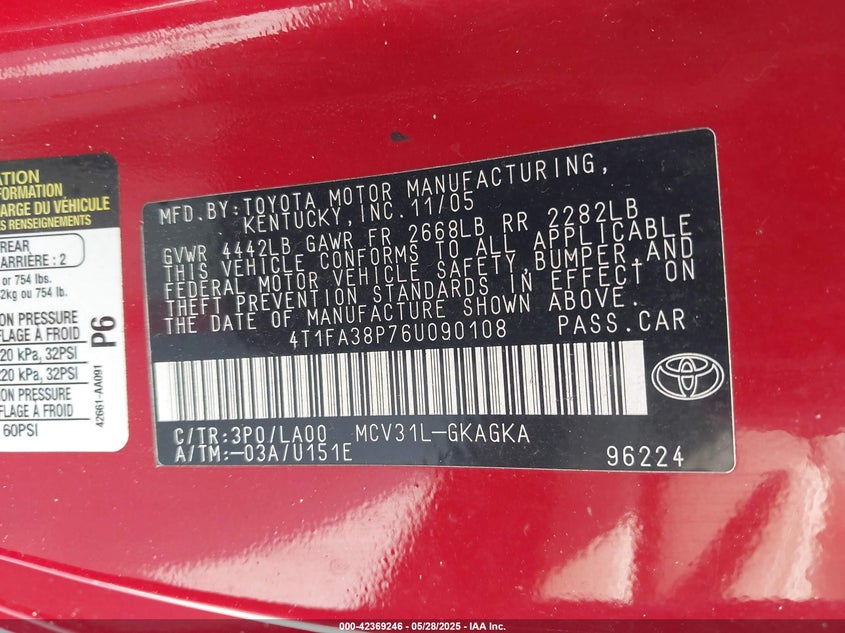 ATION
FORMATION
ARGE DU VÉHICULE
S RENSEIGNEMENTS
REAR
ARRIÈRE : 2
or 754 lbs.
2kg ou 754 lb.
ON PRESSURE
FLAGE À FROID
20 kPa, 32PSI
220 kPa, 32PSI
ON PRESSURE
FLAGE À FROID
60PSI
P6
42661-AA091
MFD.BY:TOYOTA MOTOR MANUFACTURING,
KENTUCKY,INC.11/05
GVWR 4442LB GAWR FR 2668LB RR 2282LB
THIS VEHICLE CONFORMS TO ALL APPLICABLE
FEDERAL MOTOR VEHICLE SAFETY,BUMPER,AND
THEFT PREVENTION STANDARDS IN EFFECT ON
THE DATE OF MANUFACTURE SHOWN ABOVE.
4T1FA38P76U090108 PASS.CAR
C/TR:3P0/LA00 MCV31L-GKAGKA
A/TM:-03A/U151E
96224
TOYOTA
000-42369246 - 05/28/2025 - IAA Inc.